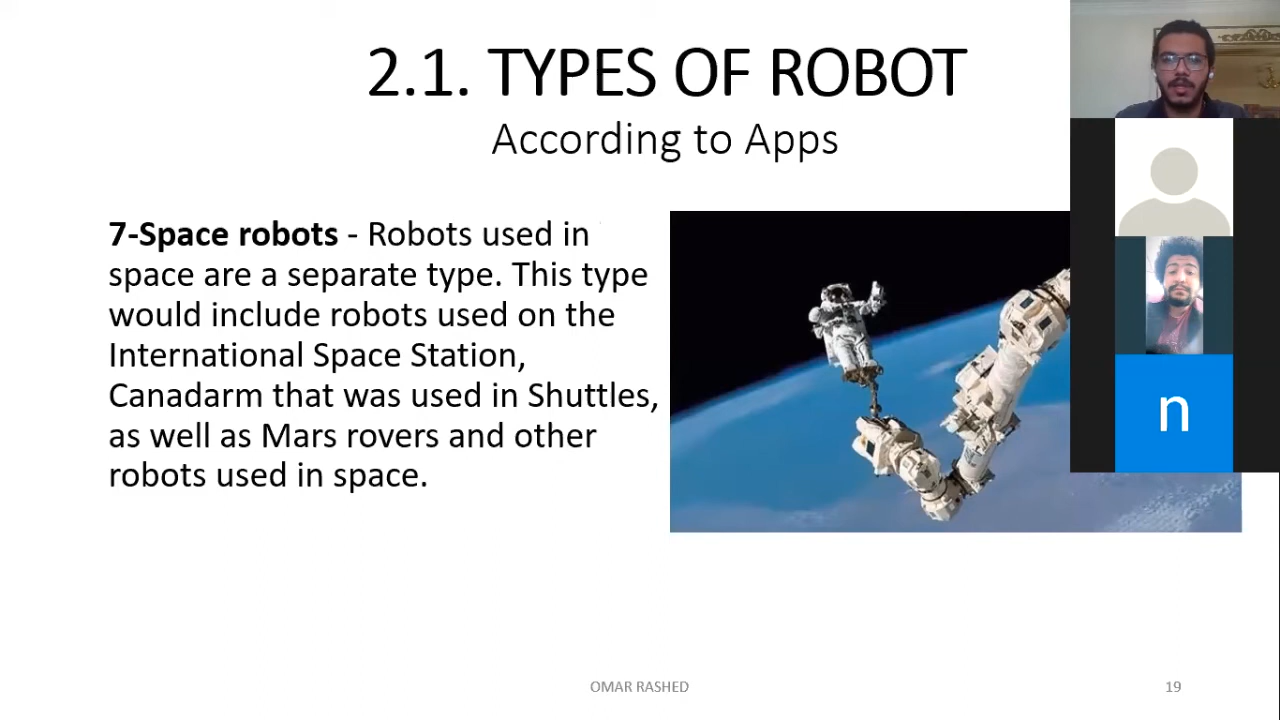 2.1. TYPES OF ROBOT
According to Apps
7-Space robots - Robots used in
space are a separate type. This type
would include robots used on the
International Space Station,
Canadarm that was used in Shuttles,
as well as Mars rovers and other
robots used in space.
n
OMAR RASHED
19